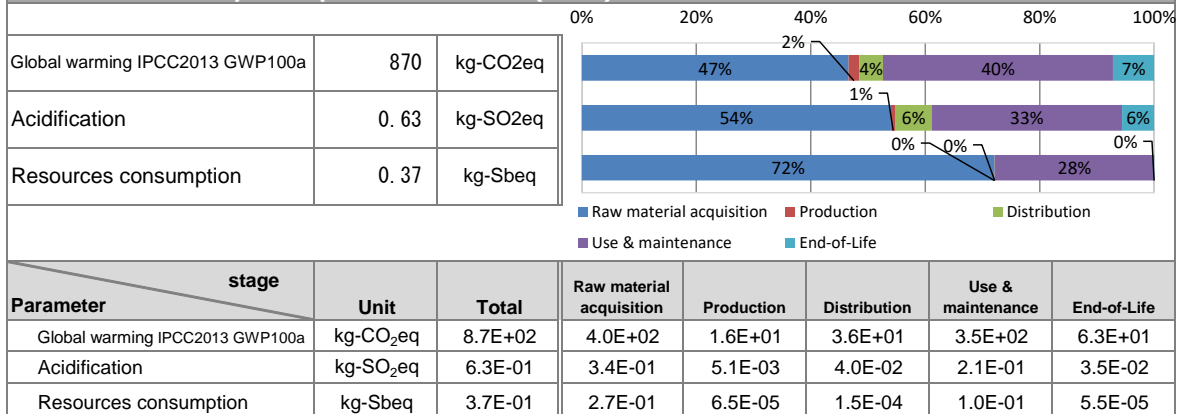 0% 20% 40% 60% 80% 100%
Global warming IPCC2013 GWP100a 870 kg-CO2eq 47% 2% 4% 40% 7%
Acidification 0.63 kg-SO2eq 54% 1% 6% 33% 6%
Resources consumption 0.37 kg-Sbeq 72% 0% 0% 28% 0%
Raw material acquisition Production Distribution
Use & maintenance End-of-Life
stage
Parameter Unit Total Raw material acquisition Production Distribution Use & maintenance End-of-Life
Global warming IPCC2013 GWP100a kg-CO₂eq 8.7E+02 4.0E+02 1.6E+01 3.6E+01 3.5E+02 6.3E+01
Acidification kg-SO₂eq 6.3E-01 3.4E-01 5.1E-03 4.0E-02 2.1E-01 3.5E-02
Resources consumption kg-Sbeq 3.7E-01 2.7E-01 6.5E-05 1.5E-04 1.0E-01 5.5E-05